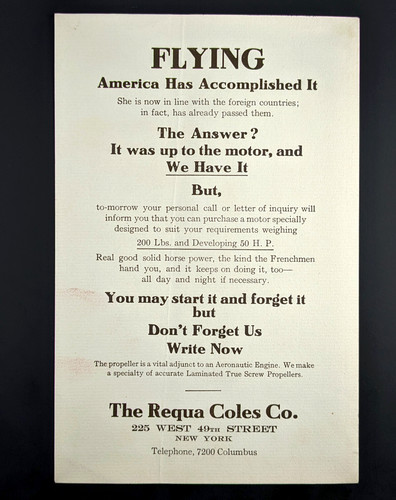 FLYING
America Has Accomplished It
She is now in line with the foreign countries;
in fact, has already passed them.
The Answer?
It was up to the motor, and
We Have It
But,
to-morrow your personal call or letter of inquiry will
inform you that you can purchase a motor specially
designed to suit your requirements weighing
200 Lbs. and Developing 50 H. P.
Real good solid horse power, the kind the Frenchmen
hand you, and it keeps on doing it, too—
all day and night if necessary.
You may start it and forget it
but
Don't Forget Us
Write Now
The propeller is a vital adjunct to an Aeronautic Engine. We make
a specialty of accurate Laminated True Screw Propellers.
The Requa Coles Co.
225 WEST 49TH STREET
NEW YORK
Telephone, 7200 Columbus